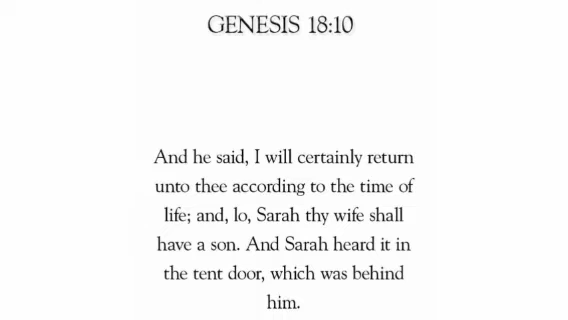 GENESIS 18:10
And he said, I will certainly return
unto thee according to the time of
life; and, lo, Sarah thy wife shall
have a son. And Sarah heard it in
the tent door, which was behind
him.